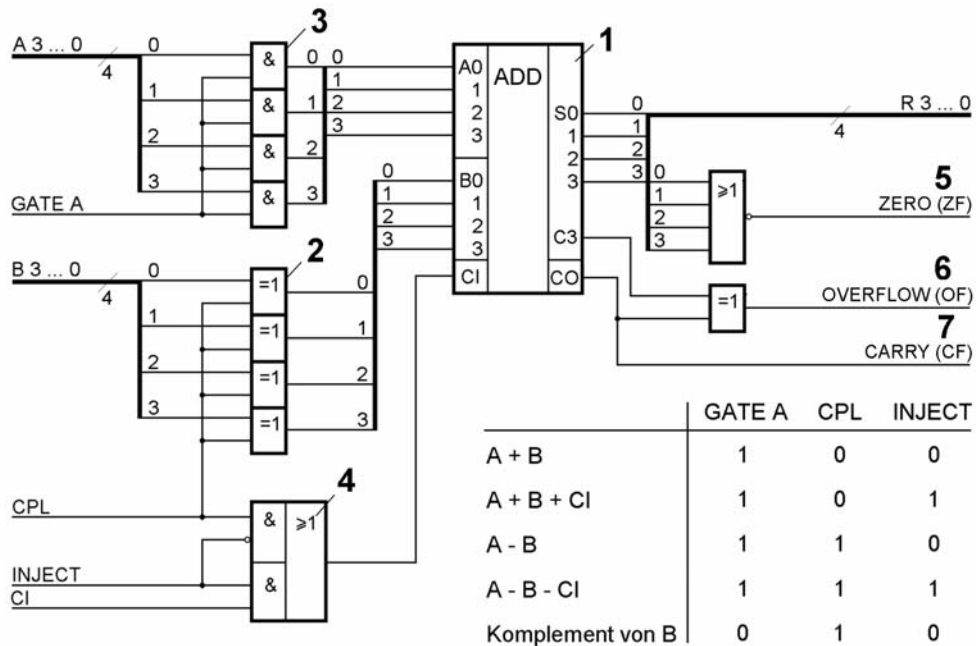 A 3 ... 0
4
0
1
2
3
GATE A
&
&
&
&
3
0
1
2
3
0
1
2
3
B 3 ... 0
4
0
1
2
3
=1
=1
=1
=1
2
0
1
2
3
0
1
2
3
CPL
INJECT
CI
&
&
≥1
4
A0
1
2
3
B0
1
2
3
CI
ADD
S0
1
2
3
C3
CO
1
0
1
2
3
R 3 ... 0
4
0
1
2
3
≥1
5
ZERO (ZF)
=1
6
OVERFLOW (OF)
7
CARRY (CF)
GATE A CPL INJECT
A + B 1 0 0
A + B + CI 1 0 1
A - B 1 1 0
A - B - CI 1 1 1
Komplement von B 0 1 0